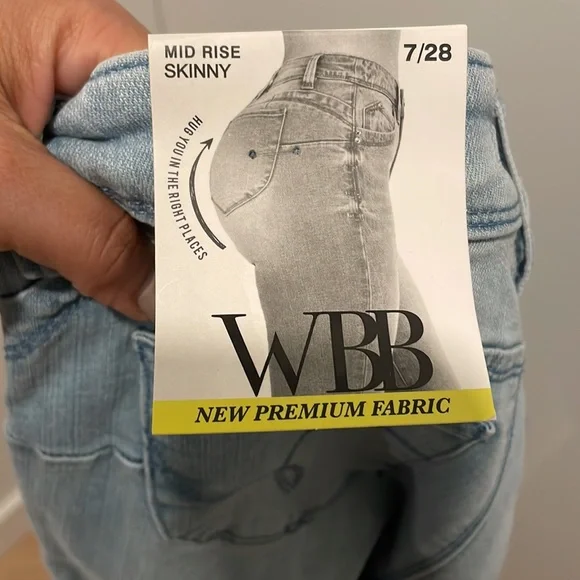 MID RISE
SKINNY
7/28
HUG YOU IN THE RIGHT PLACES
WBB
NEW PREMIUM FABRIC